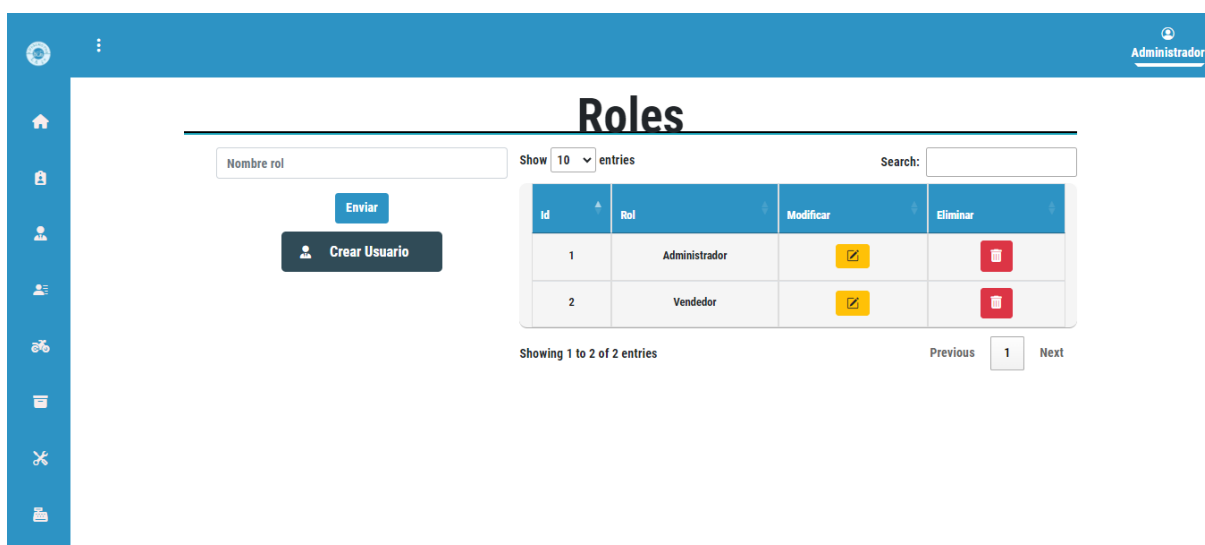 Administrador
Roles
Nombre rol
Enviar
Crear Usuario
Show 10 entries
Search:
Id Rol Modificar Eliminar
1 Administrador
2 Vendedor
Showing 1 to 2 of 2 entries
Previous 1 Next